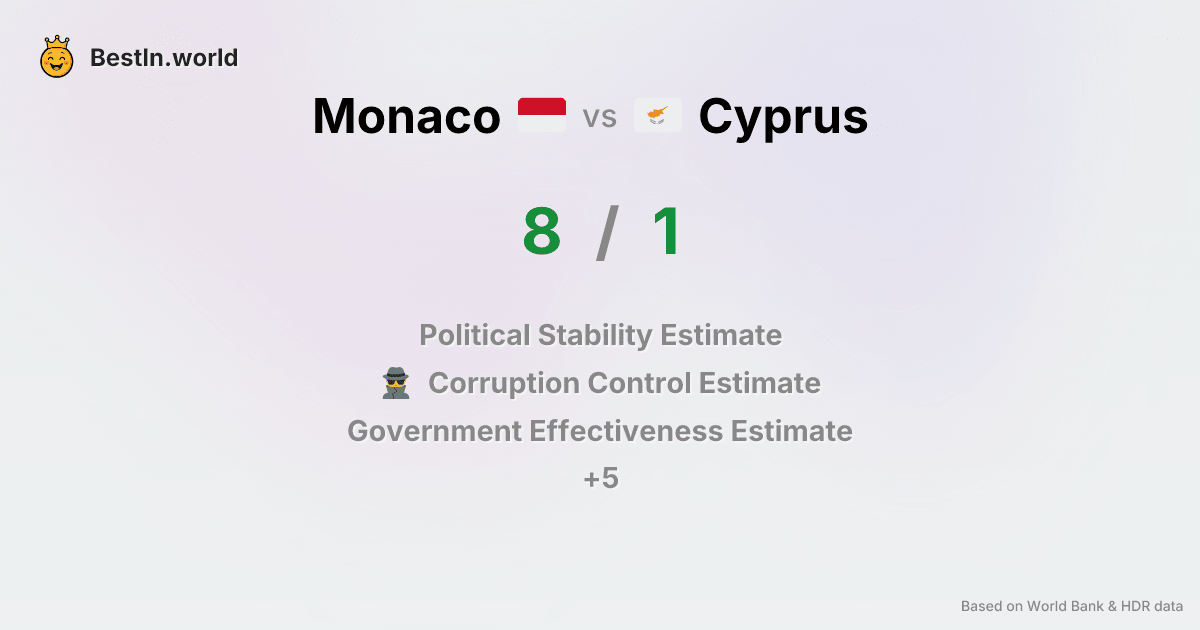 BestIn.world
Monaco vs Cyprus
8 / 1
Political Stability Estimate
Corruption Control Estimate
Government Effectiveness Estimate
+5
Based on World Bank & HDR data